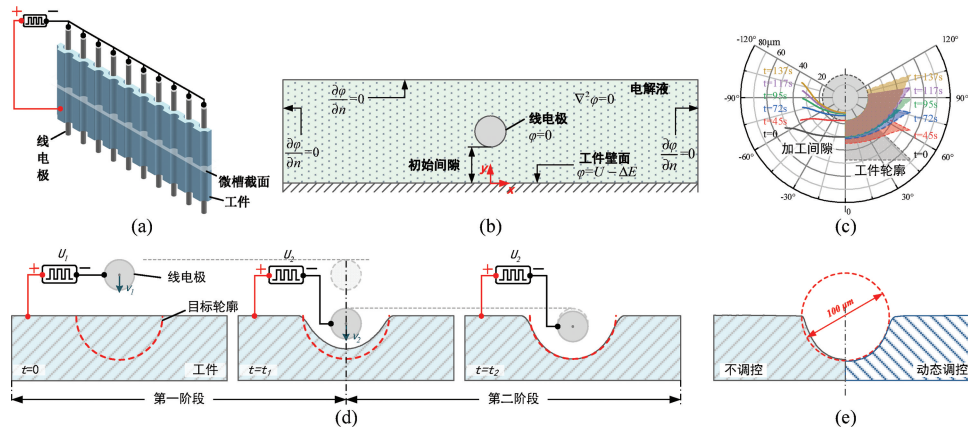 +
−
线电极
微槽截面
工件
(a)
∂φ/∂n=0
∇²φ=0
电解液
线电极
φ=0
∂φ/∂n=0
∂φ/∂n=0
初始间隙
工件壁面
φ=U−ΔE
y
x
(b)
-120°
120°
80μm
60
40
20
t=137s
t=117s
t=95s
t=72s
t=45s
t=0
t=137s
t=117s
t=95s
t=72s
t=45s
t=0
-90°
90°
加工间隙
工件轮廓
-60°
60°
-30°
30°
0
(c)
U₁
+
−
线电极
v₁
目标轮廓
t=0
工件
U₂
+
−
v₂
t=t₁
U₂
+
−
t=t₂
第一阶段
第二阶段
(d)
100 μm
不调控
动态调控
(e)